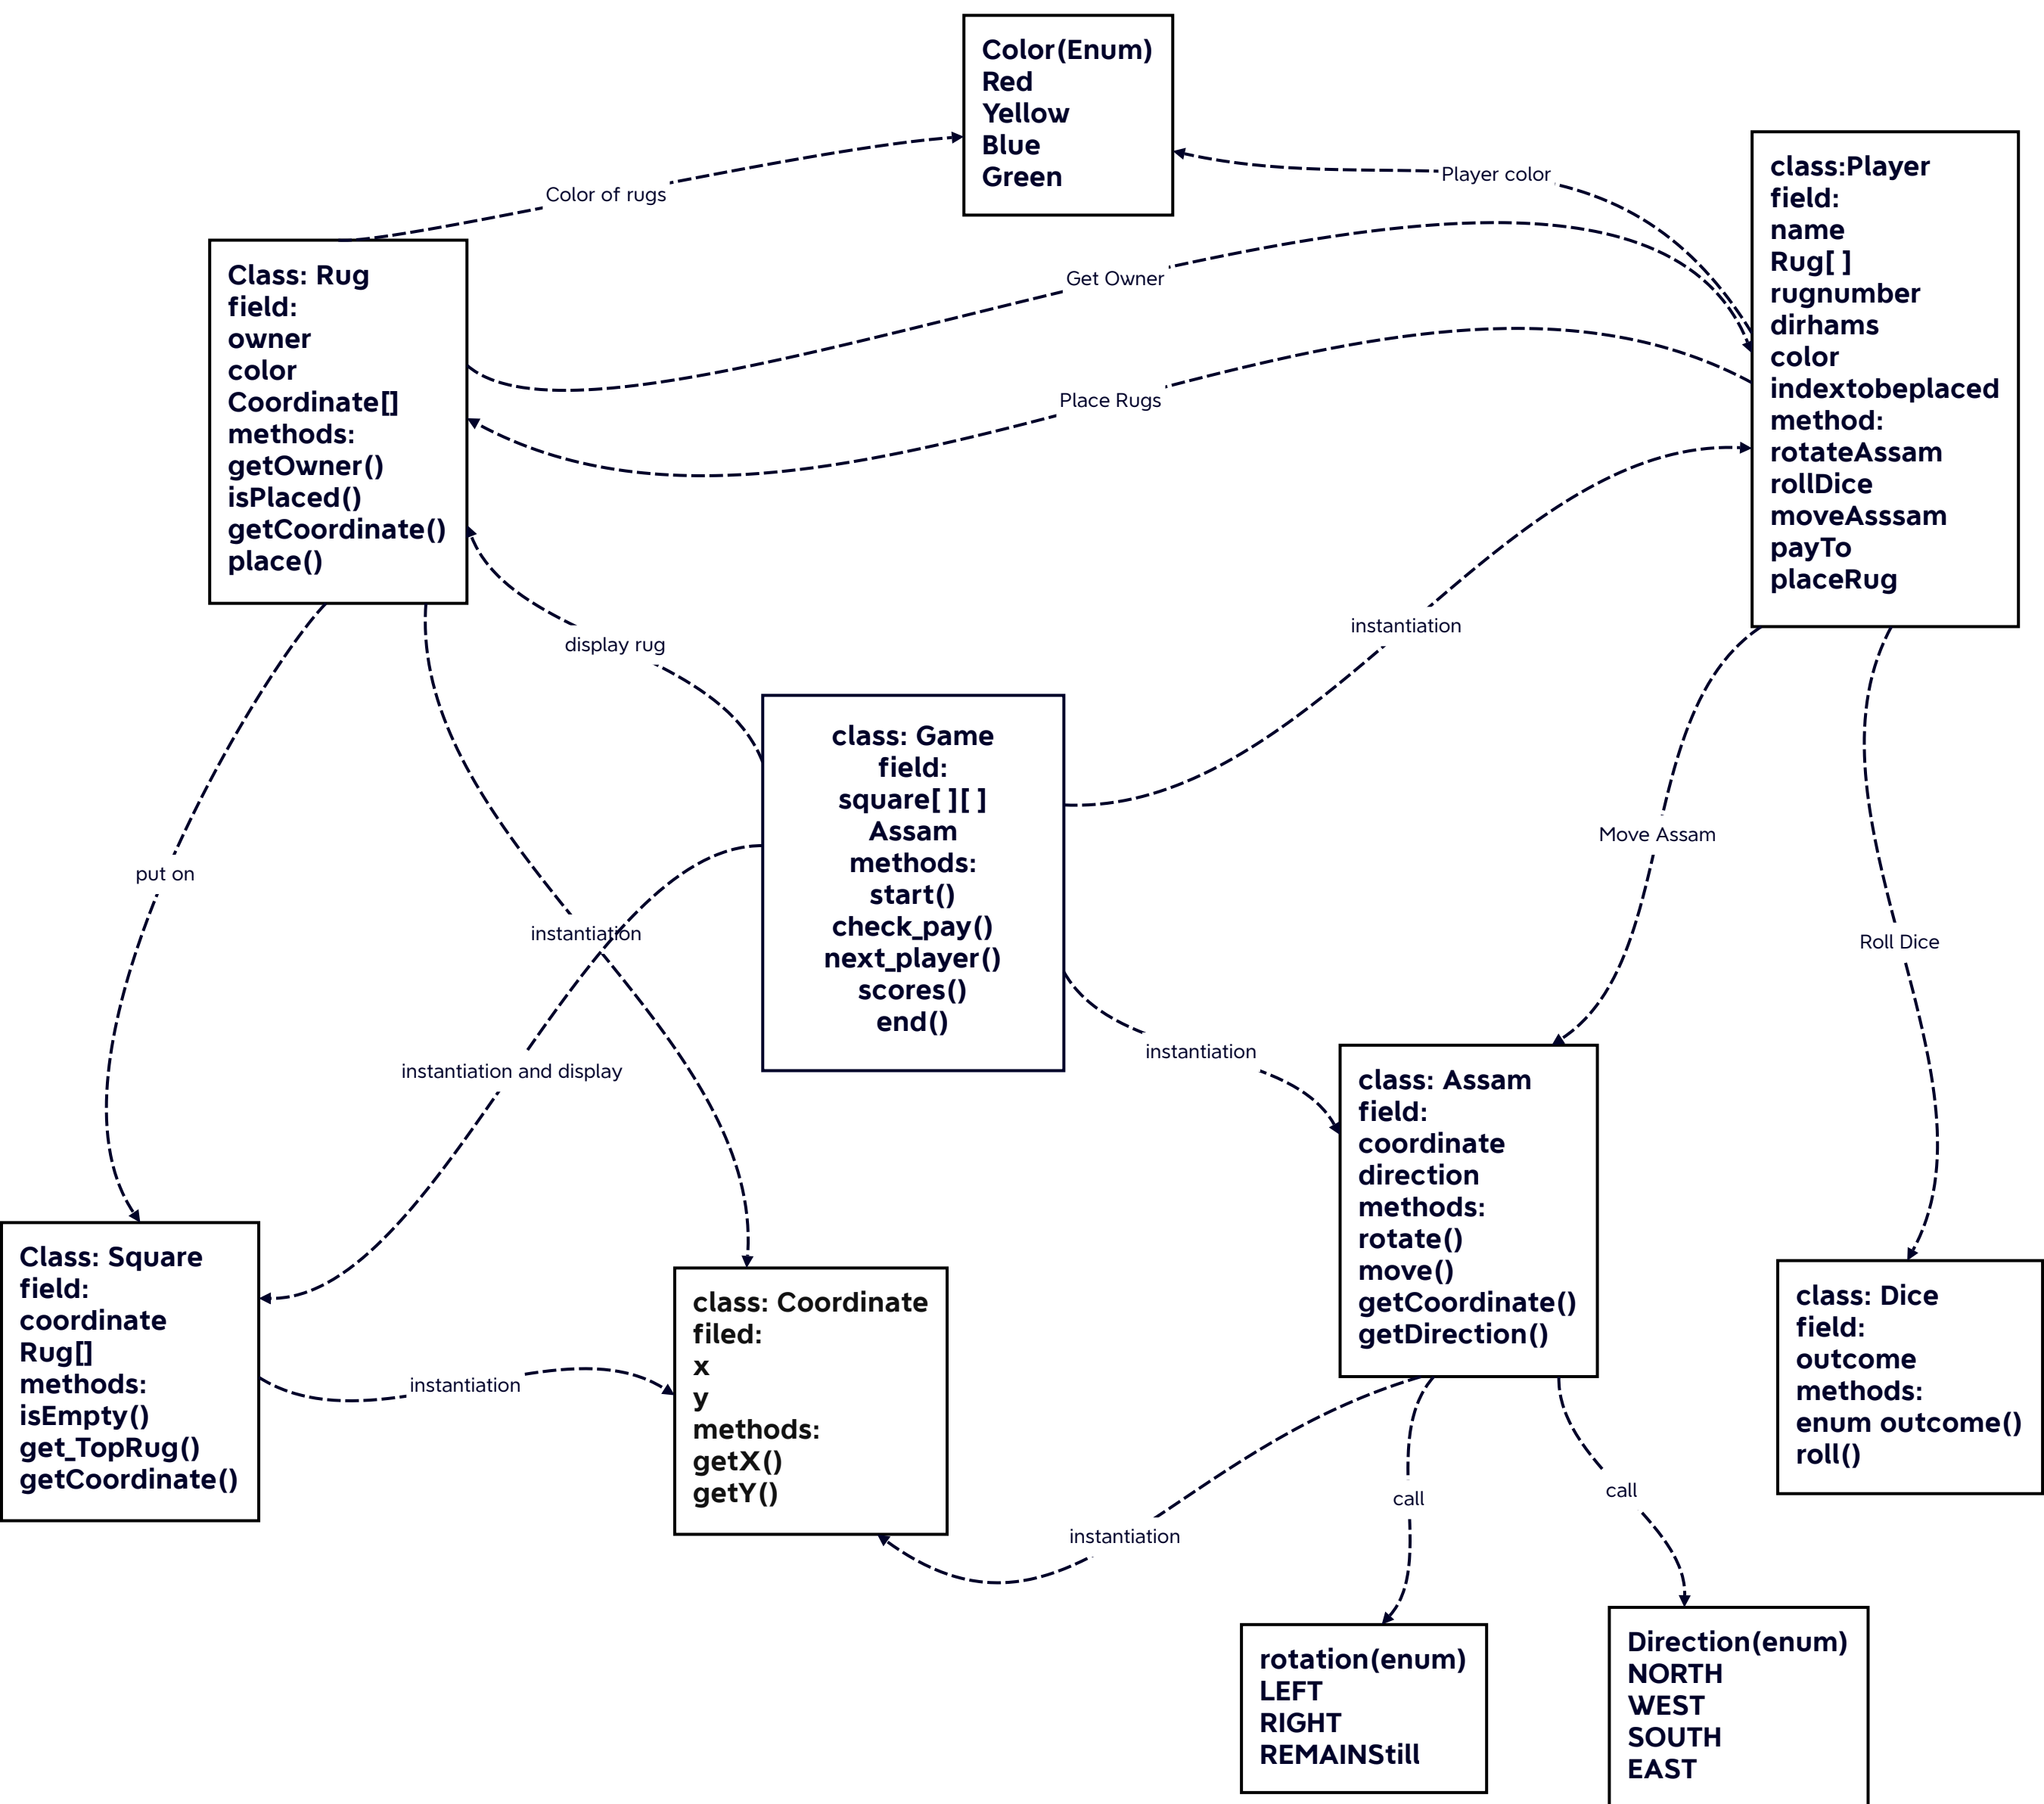 Color(Enum)
Red
Yellow
Blue
Green
Color of rugs
Player color
class:Player
field:
name
Rug[ ]
rugnumber
dirhams
color
indextobeplaced
method:
rotateAssam
rollDice
moveAsssam
payTo
placeRug
Class: Rug
field:
owner
color
Coordinate[]
methods:
getOwner()
isPlaced()
getCoordinate()
place()
Get Owner
Place Rugs
display rug
instantiation
class: Game
field:
square[ ][ ]
Assam
methods:
start()
check_pay()
next_player()
scores()
end()
put on
instantiation
instantiation and display
instantiation
Move Assam
Roll Dice
class: Assam
field:
coordinate
direction
methods:
rotate()
move()
getCoordinate()
getDirection()
Class: Square
field:
coordinate
Rug[]
methods:
isEmpty()
get_TopRug()
getCoordinate()
instantiation
class: Coordinate
filed:
x
y
methods:
getX()
getY()
class: Dice
field:
outcome
methods:
enum outcome()
roll()
instantiation
call
call
rotation(enum)
LEFT
RIGHT
REMAINStill
Direction(enum)
NORTH
WEST
SOUTH
EAST